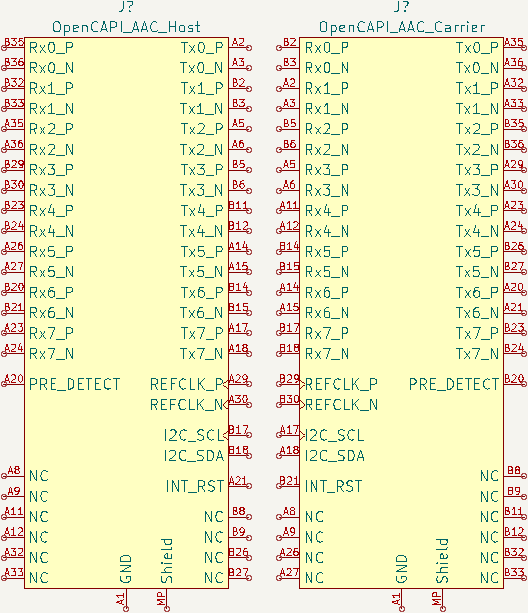 J? J?
OpenCAPI_AAC_Host OpenCAPI_AAC_Carrier
B35 Rx0_P Tx0_P A2 B2 Rx0_P Tx0_P A35
B36 Rx0_N Tx0_N A3 B3 Rx0_N Tx0_N A36
B32 Rx1_P Tx1_P B2 A2 Rx1_P Tx1_P A32
B33 Rx1_N Tx1_N B3 A3 Rx1_N Tx1_N A33
A35 Rx2_P Tx2_P A5 B5 Rx2_P Tx2_P B35
A36 Rx2_N Tx2_N A6 B6 Rx2_N Tx2_N B36
B29 Rx3_P Tx3_P B5 A5 Rx3_P Tx3_P A29
B30 Rx3_N Tx3_N B6 A6 Rx3_N Tx3_N A30
B23 Rx4_P Tx4_P B11 A11 Rx4_P Tx4_P A23
B24 Rx4_N Tx4_N B12 A12 Rx4_N Tx4_N A24
A26 Rx5_P Tx5_P A14 B14 Rx5_P Tx5_P B26
A27 Rx5_N Tx5_N A15 B15 Rx5_N Tx5_N B27
B20 Rx6_P Tx6_P B14 A14 Rx6_P Tx6_P A20
B21 Rx6_N Tx6_N B15 A15 Rx6_N Tx6_N A21
A23 Rx7_P Tx7_P A17 B17 Rx7_P Tx7_P B23
A24 Rx7_N Tx7_N A18 B18 Rx7_N Tx7_N B24
A20 PRE_DETECT REFCLK_P A29 B29 REFCLK_P PRE_DETECT B20
REFCLK_N A30 B30 REFCLK_N
I2C_SCL B17 A17 I2C_SCL
I2C_SDA B18 A18 I2C_SDA
A8 NC NC B8
INT_RST A21 B21 INT_RST
A9 NC NC B9
A11 NC NC B8 A8 NC NC B11
A12 NC NC B9 A9 NC NC B12
A32 NC NC B26 A26 NC NC B32
A33 NC NC B27 A27 NC NC B33
GND Shield GND Shield
A1 MP A1 MP